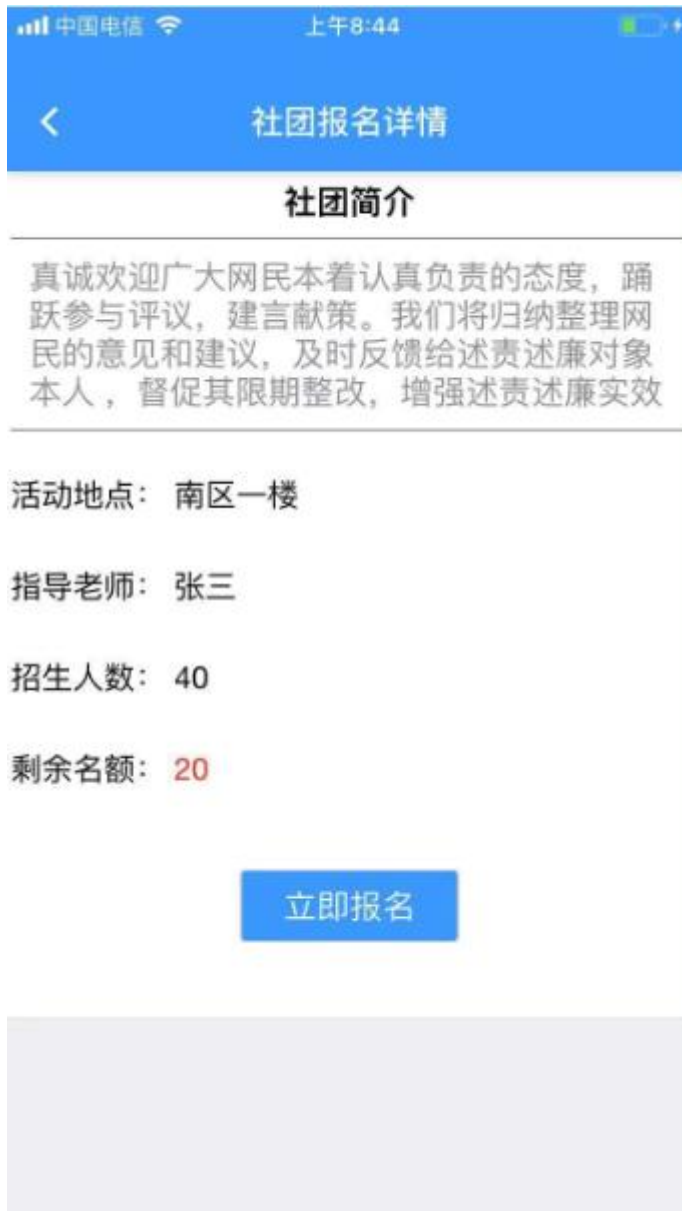 中国电信 上午8:44
社团报名详情
社团简介
真诚欢迎广大网民本着认真负责的态度，踊
跃参与评议，建言献策。我们将归纳整理网
民的意见和建议，及时反馈给述责述廉对象
本人，督促其限期整改，增强述责述廉实效
活动地点：南区一楼
指导老师：张三
招生人数：40
剩余名额：20
立即报名